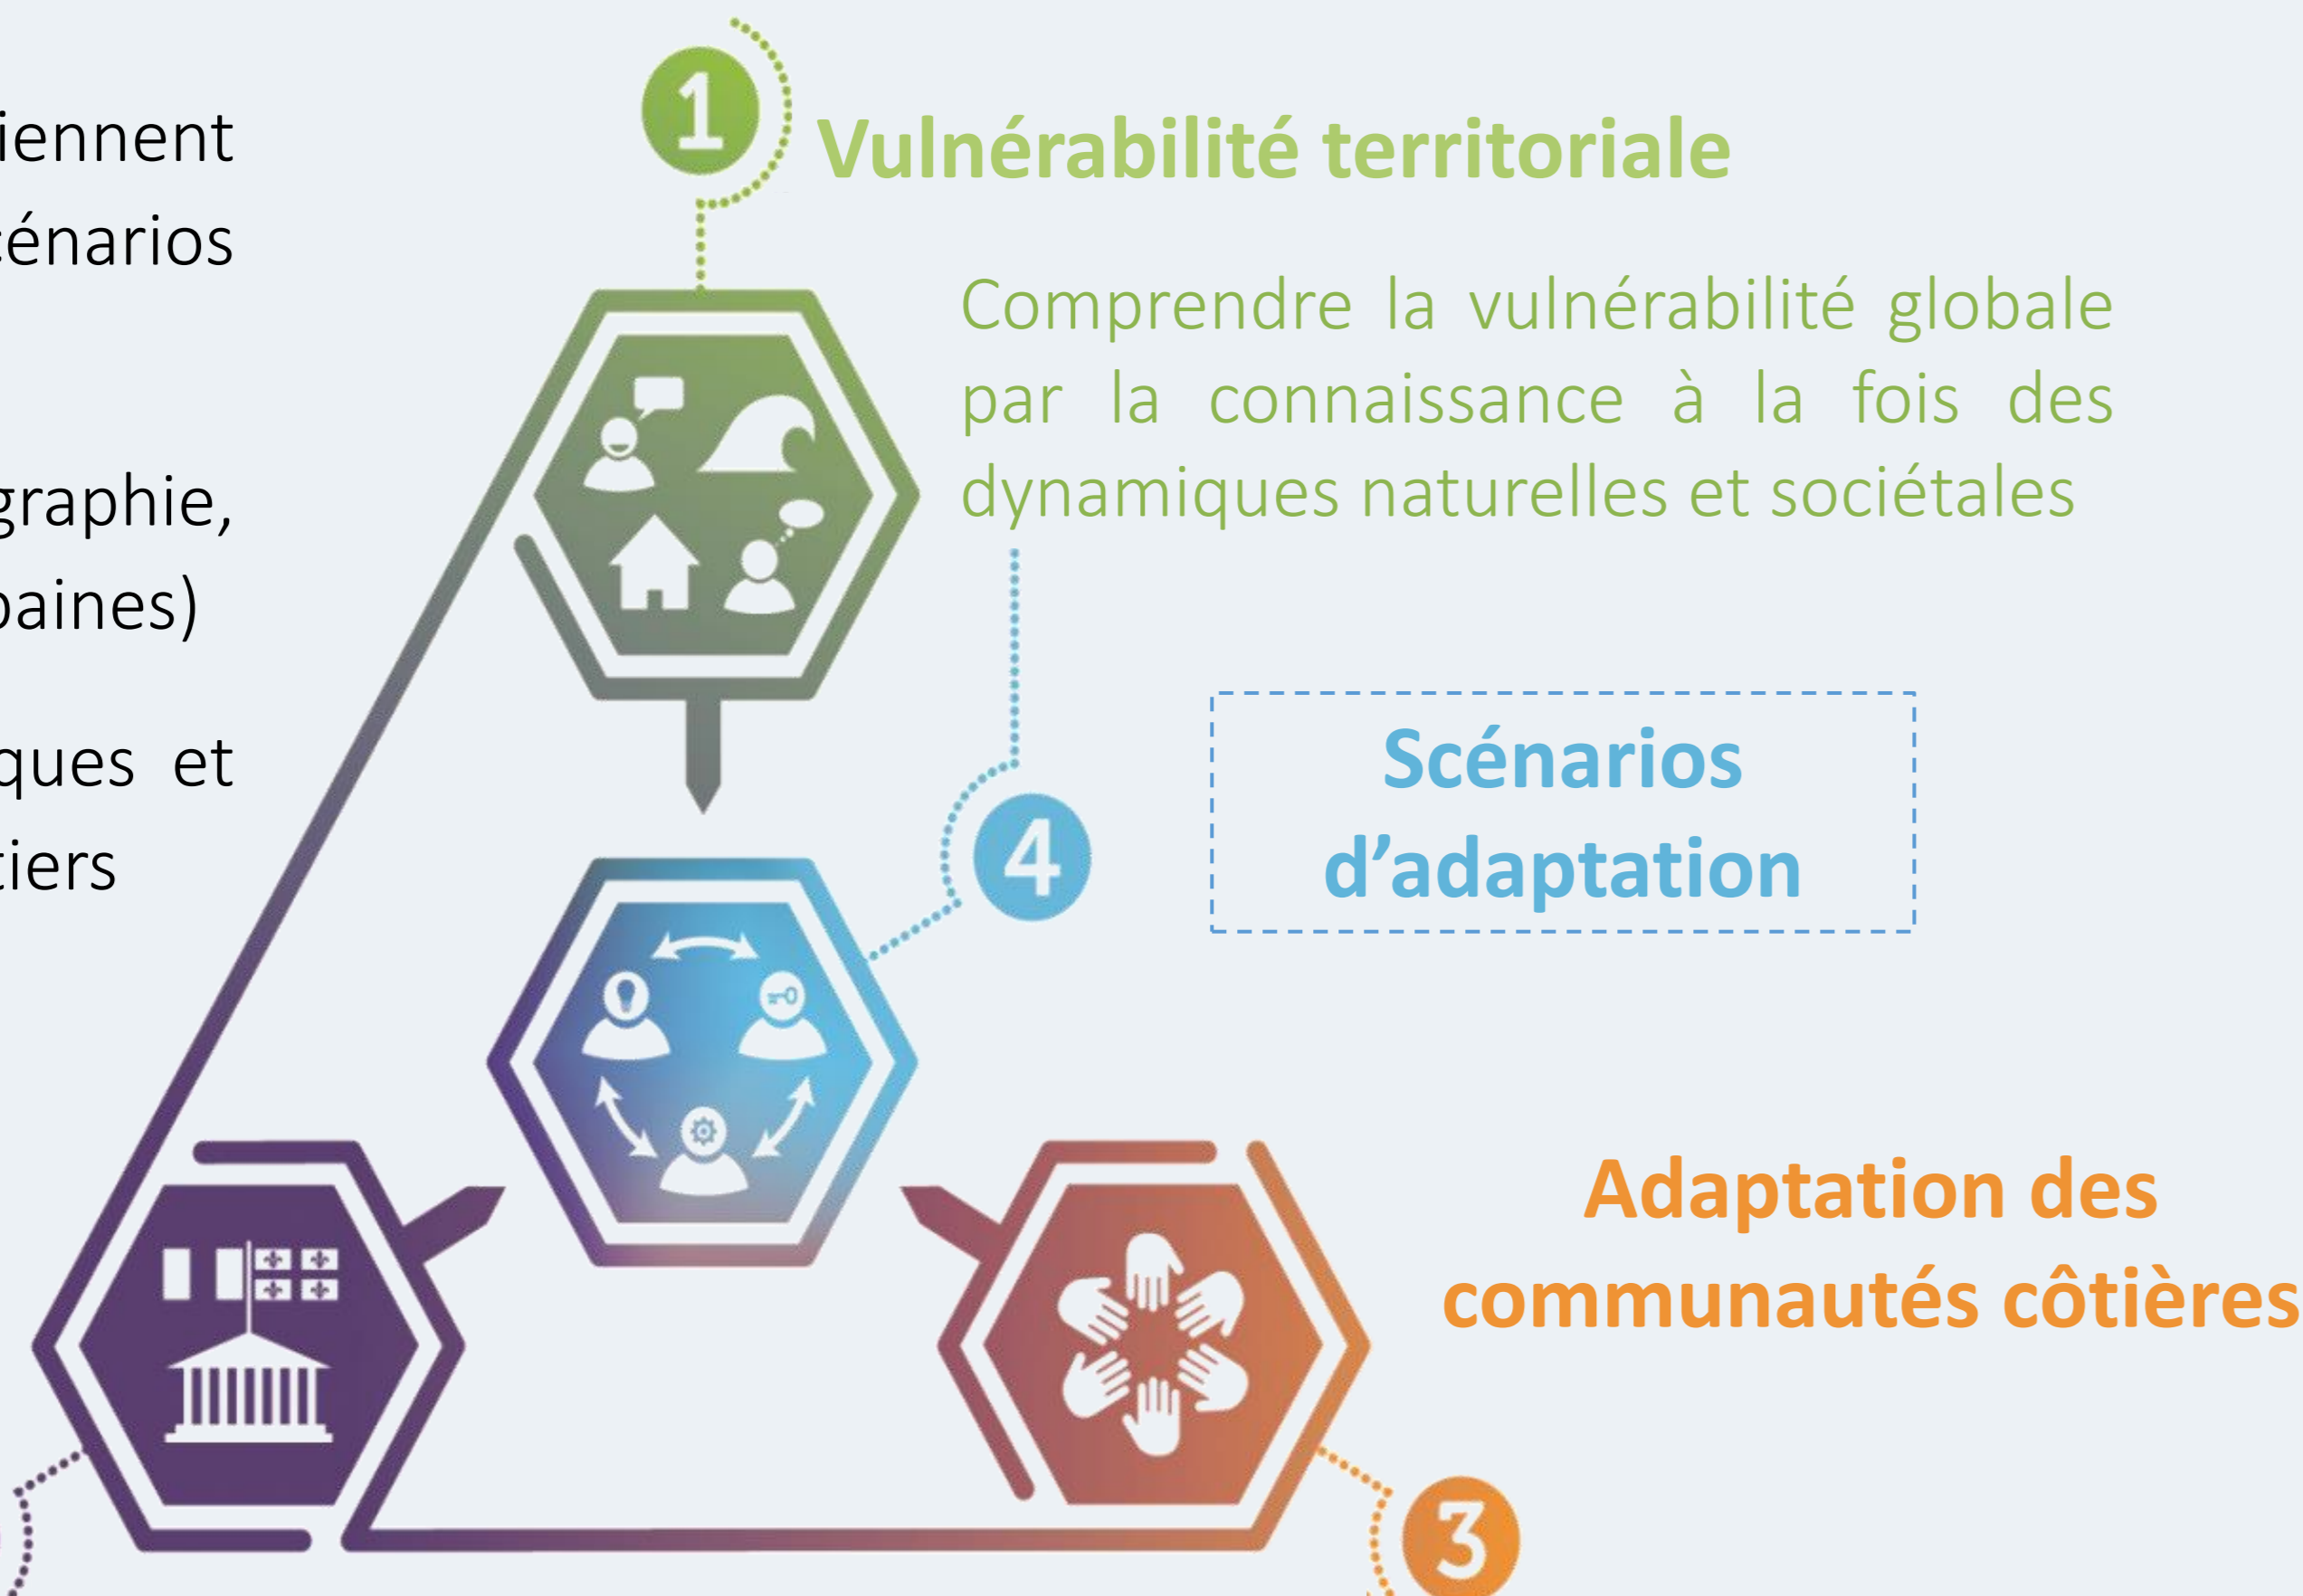 iennent
cénarios
graphie,
baines)
ques et
tiers
1
Vulnérabilité territoriale
Comprendre la vulnérabilité globale
par la connaissance à la fois des
dynamiques naturelles et sociétales
4
Scénarios
d’adaptation
Adaptation des
communautés côtières
3